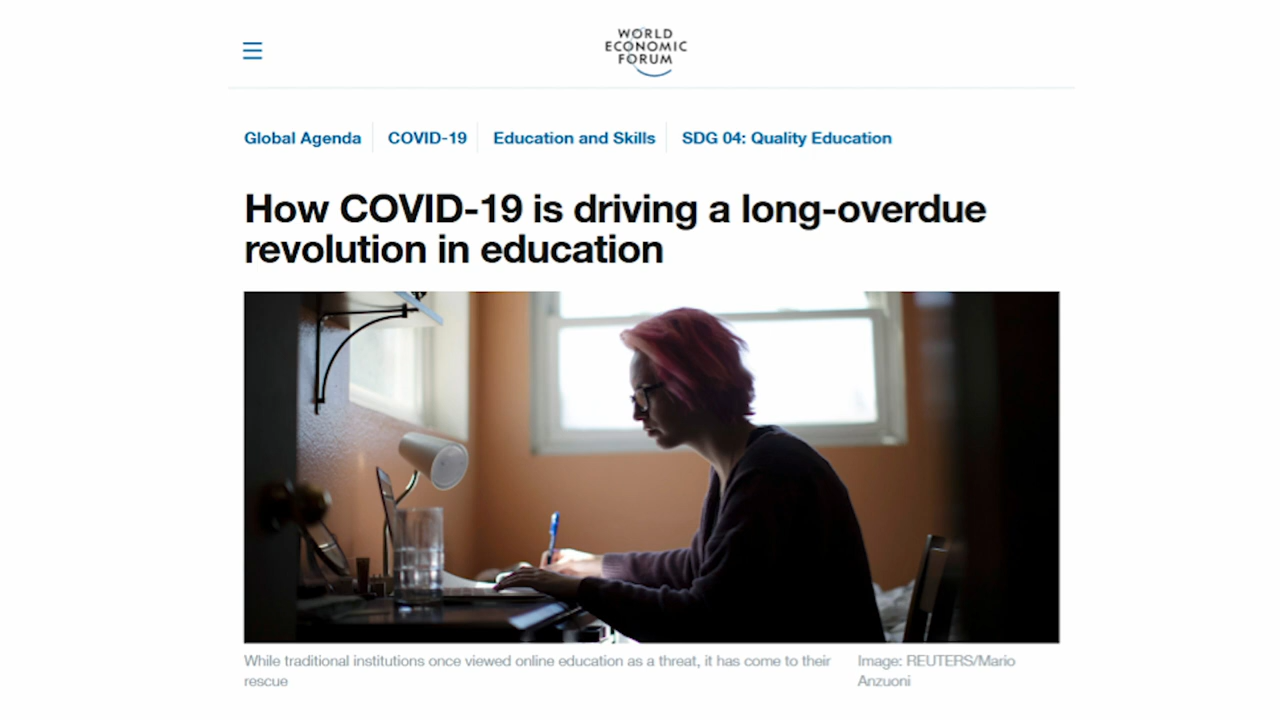 WORLD
ECONOMIC
FORUM
Global Agenda
COVID-19
Education and Skills
SDG 04: Quality Education
How COVID-19 is driving a long-overdue
revolution in education
While traditional institutions once viewed online education as a threat, it has come to their
rescue
Image: REUTERS/Mario
Anzuoni